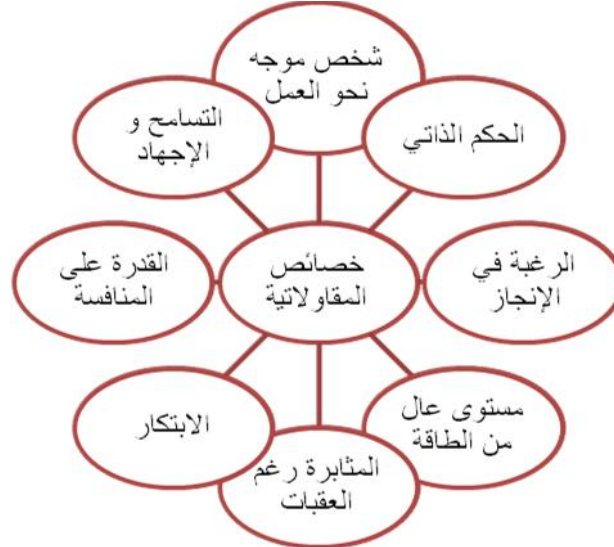 شخص موجه
نحو العمل
التسامح و
الإجهاد
الحكم الذاتي
القدرة على
المنافسة
خصائص
المقاولاتية
الرغبة في
الإنجاز
الابتكار
مستوى عال
من الطاقة
المثابرة رغم
العقبات